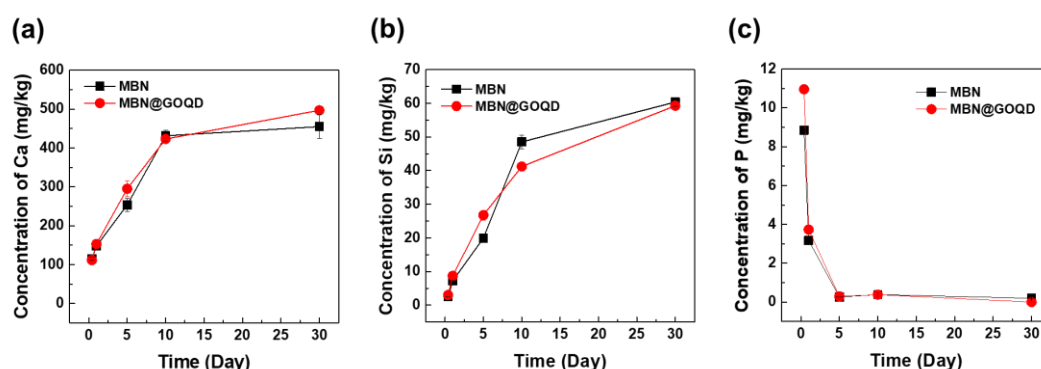 (a)
MBN
MBN@GOQD
Concentration of Ca (mg/kg)
600
500
400
300
200
100
0
0 5 10 15 20 25 30
Time (Day)
(b)
MBN
MBN@GOQD
Concentration of Si (mg/kg)
70
60
50
40
30
20
10
0
0 5 10 15 20 25 30
Time (Day)
(c)
MBN
MBN@GOQD
Concentration of P (mg/kg)
12
10
8
6
4
2
0
0 5 10 15 20 25 30
Time (Day)